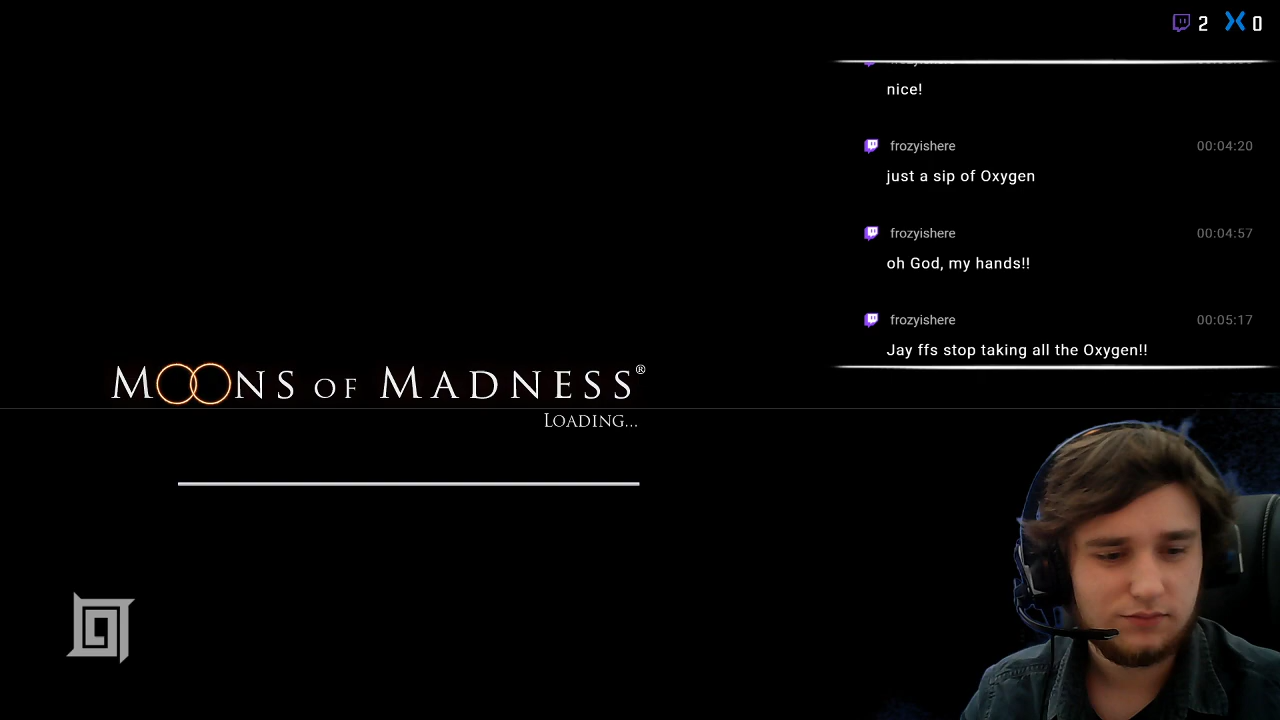 2 0
nice!
frozyishere 00:04:20
just a sip of Oxygen
frozyishere 00:04:57
oh God, my hands!!
frozyishere 00:05:17
Jay ffs stop taking all the Oxygen!!
MOONS OF MADNESS®
LOADING...